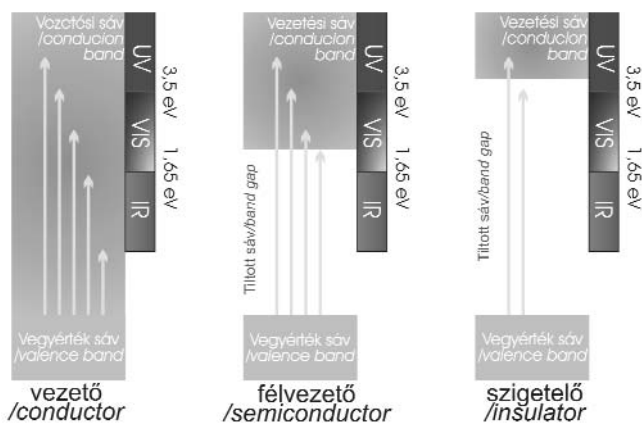 Vezetési sáv
/conducion
band
UV
3,5 eV
VIS
1,65 eV
IR
Vegyérték sáv
/valence band
vezető
/conductor
Vezetési sáv
/conducion
band
UV
3,5 eV
VIS
1,65 eV
IR
Tiltott sáv/band gap
Vegyérték sáv
/valence band
félvezető
/semiconductor
Vezetési sáv
/conducion
band
UV
3,5 eV
VIS
1,65 eV
IR
Tiltott sáv/band gap
Vegyérték sáv
/valence band
szigetelő
/insulator